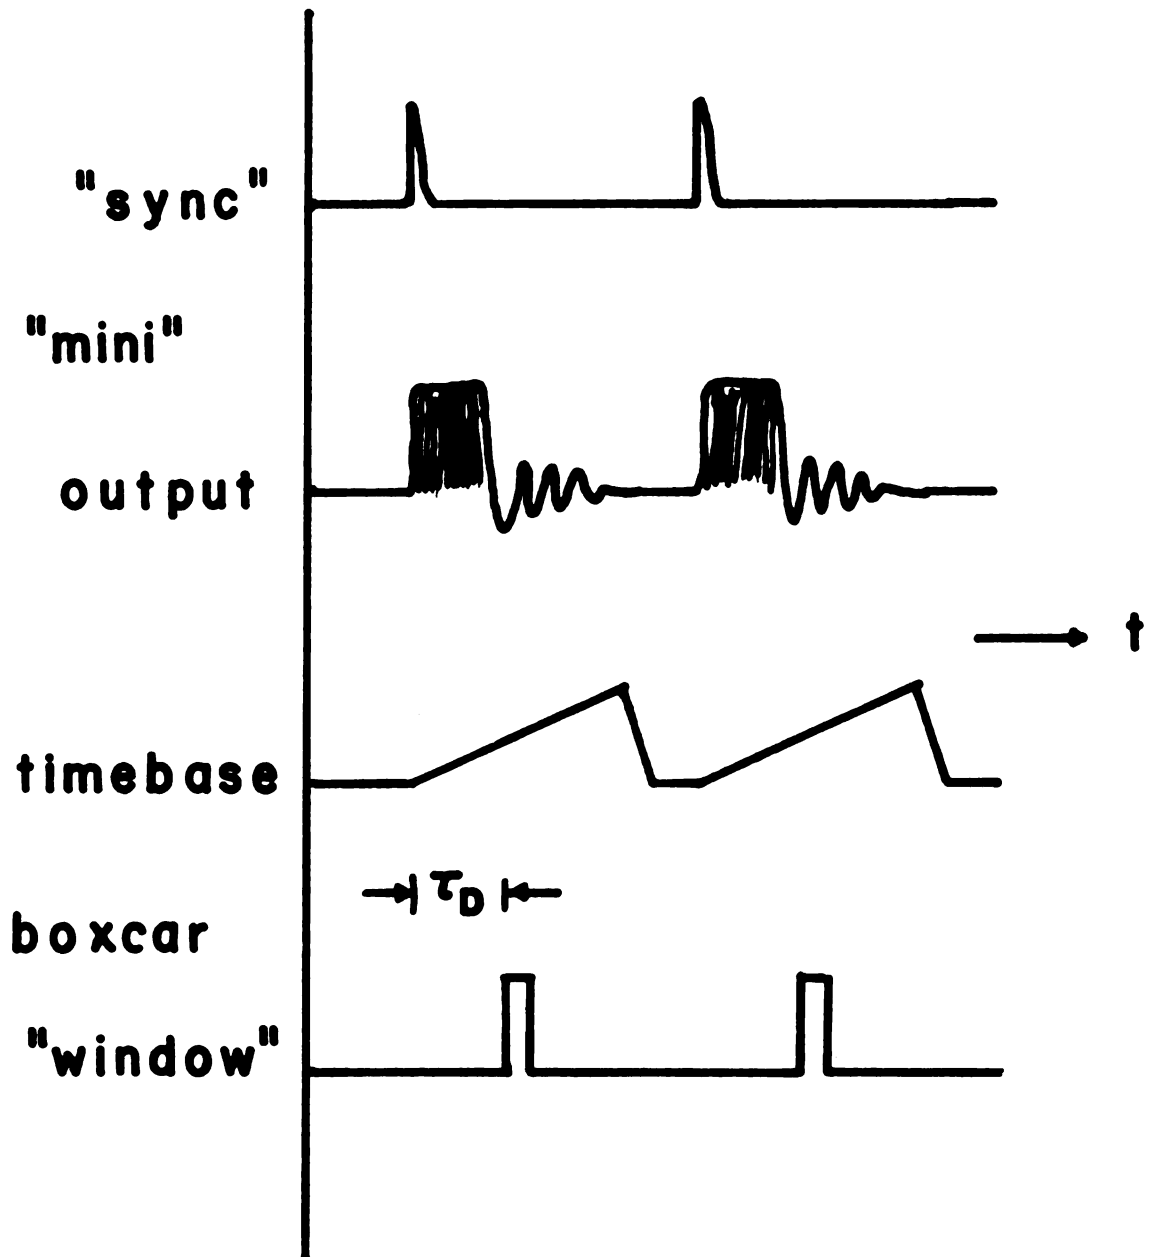 "sync"
"mini"
output
t
timebase
τD
boxcar
"window"